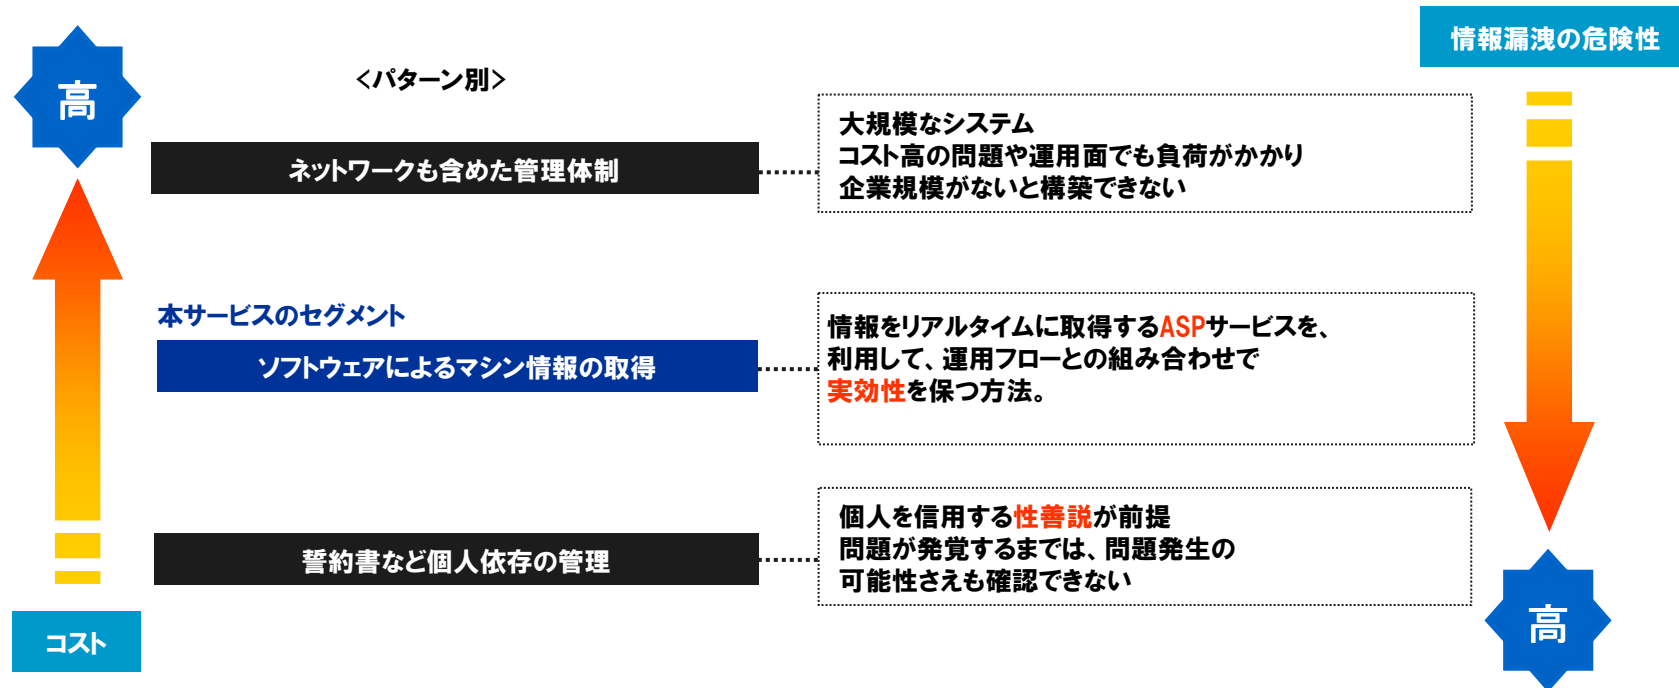 情報漏洩の危険性
高
<パターン別>
大規模なシステム
コスト高の問題や運用面でも負荷がかかり
企業規模がないと構築できない
ネットワークも含めた管理体制
本サービスのセグメント
ソフトウェアによるマシン情報の取得
情報をリアルタイムに取得するASPサービスを、
利用して、運用フローとの組み合わせで
実効性を保つ方法。
誓約書など個人依存の管理
個人を信用する性善説が前提
問題が発覚するまでは、問題発生の
可能性さえも確認できない
コスト
高